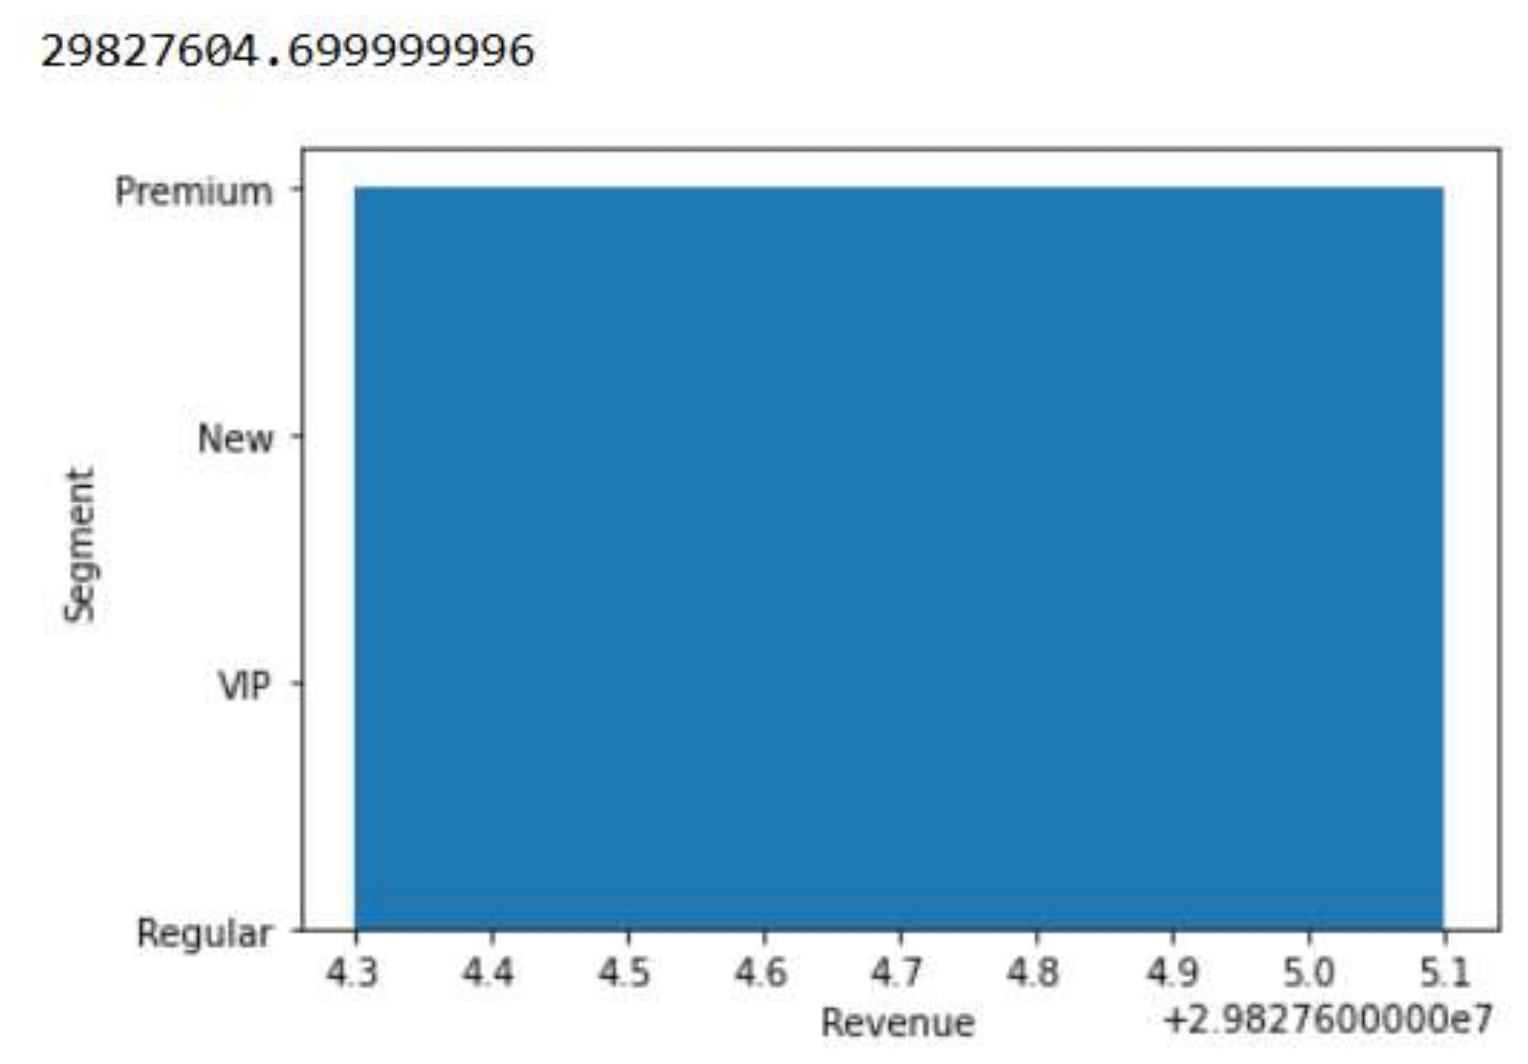 29827604.699999996
Premium
New
VIP
Regular
Segment
4.3 4.4 4.5 4.6 4.7 4.8 4.9 5.0 5.1
Revenue
+2.9827600000e7